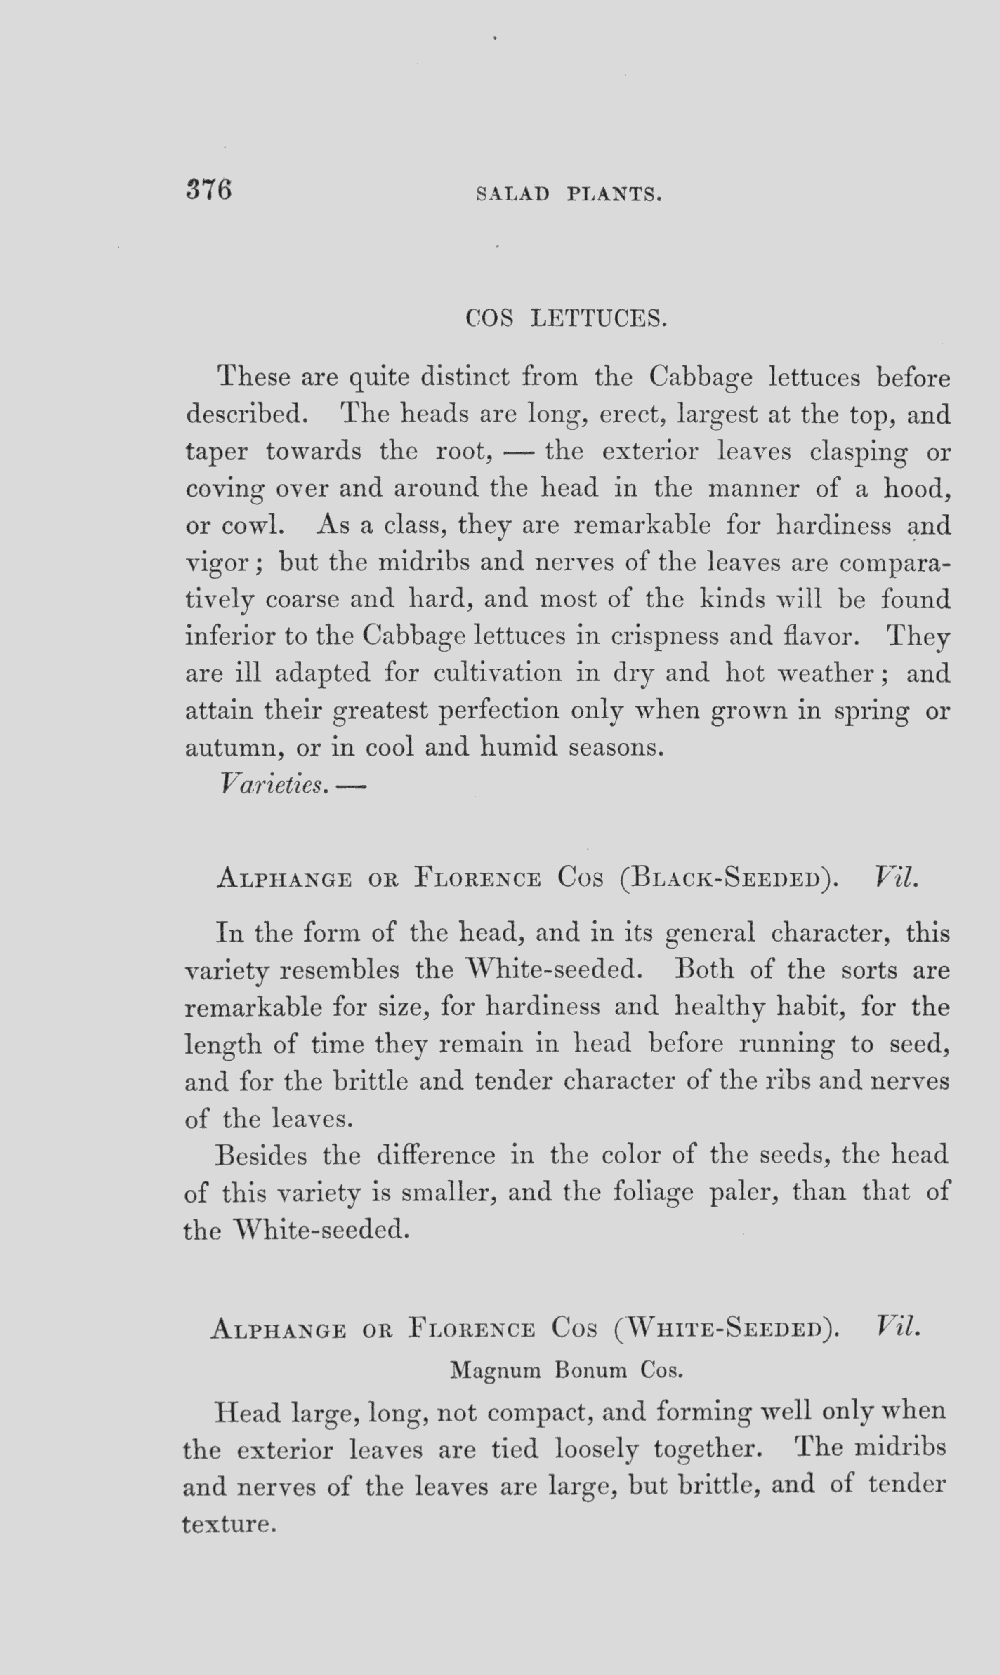 376 SALAD PLANTS.
COS LETTUCES.
These are quite distinct from the Cabbage lettuces before
described. The heads are long, erect, largest at the top, and
taper towards the root, — the exterior leaves clasping or
coving over and around the head in the manner of a hood,
or cowl. As a class, they are remarkable for hardiness and
vigor; but the midribs and nerves of the leaves are compara-
tively coarse and hard, and most of the kinds will be found
inferior to the Cabbage lettuces in crispness and flavor. They
are ill adapted for cultivation in dry and hot weather; and
attain their greatest perfection only when grown in spring or
autumn, or in cool and humid seasons.
Varieties. —
ALPHANGE OR FLORENCE COS (BLACK-SEEDED). Vil.
In the form of the head, and in its general character, this
variety resembles the White-seeded. Both of the sorts are
remarkable for size, for hardiness and healthy habit, for the
length of time they remain in head before running to seed,
and for the brittle and tender character of the ribs and nerves
of the leaves.
Besides the difference in the color of the seeds, the head
of this variety is smaller, and the foliage paler, than that of
the White-seeded.
ALPHANGE OR FLORENCE COS (WHITE-SEEDED). Vil.
Magnum Bonum Cos.
Head large, long, not compact, and forming well only when
the exterior leaves are tied loosely together. The midribs
and nerves of the leaves are large, but brittle, and of tender
texture.